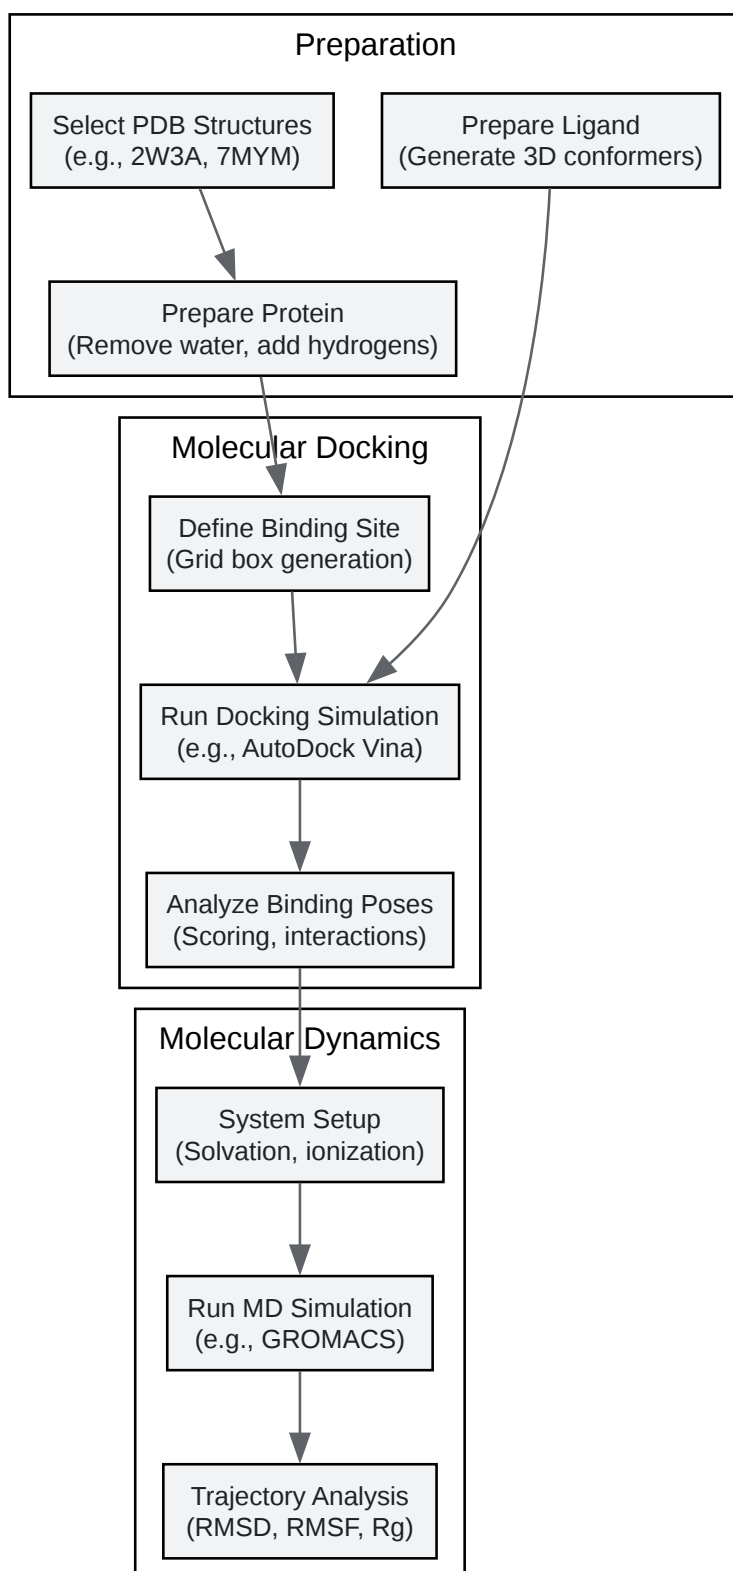 Preparation
Select PDB Structures
(e.g., 2W3A, 7MYM)
Prepare Ligand
(Generate 3D conformers)
Prepare Protein
(Remove water, add hydrogens)
Molecular Docking
Define Binding Site
(Grid box generation)
Run Docking Simulation
(e.g., AutoDock Vina)
Analyze Binding Poses
(Scoring, interactions)
Molecular Dynamics
System Setup
(Solvation, ionization)
Run MD Simulation
(e.g., GROMACS)
Trajectory Analysis
(RMSD, RMSF, Rg)